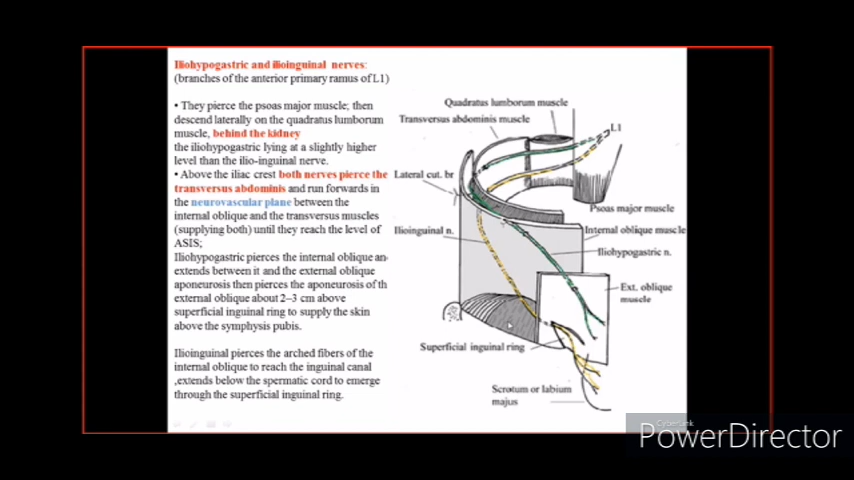 Iliohypogastric and ilioinguinal nerves:
(branches of the anterior primary ramus of L1)
• They pierce the psoas major muscle; then
descend laterally on the quadratus lumborum
muscle, behind the kidney
the iliohypogastric lying at a slightly higher
level than the ilio-inguinal nerve.
• Above the iliac crest both nerves pierce the
transversus abdominis and run forwards in
the neurovascular plane between the
internal oblique and the transversus muscles
(supplying both) until they reach the level of
ASIS;
Iliohypogastric pierces the internal oblique an
extends between it and the external oblique
aponeurosis then pierces the aponeurosis of th
external oblique about 2–3 cm above
superficial inguinal ring to supply the skin
above the symphysis pubis.
Ilioinguinal pierces the arched fibers of the
internal oblique to reach the inguinal canal
,extends below the spermatic cord to emerge
through the superficial inguinal ring.
Quadratus lumborum muscle
Transversus abdominis muscle
L1
Lateral cut. br
Psoas major muscle
Ilioinguinal n.
Internal oblique muscle
Iliohypogastric n.
Ext. oblique
muscle
Superficial inguinal ring
Scrotum or labium
majus
CyberLink
PowerDirector